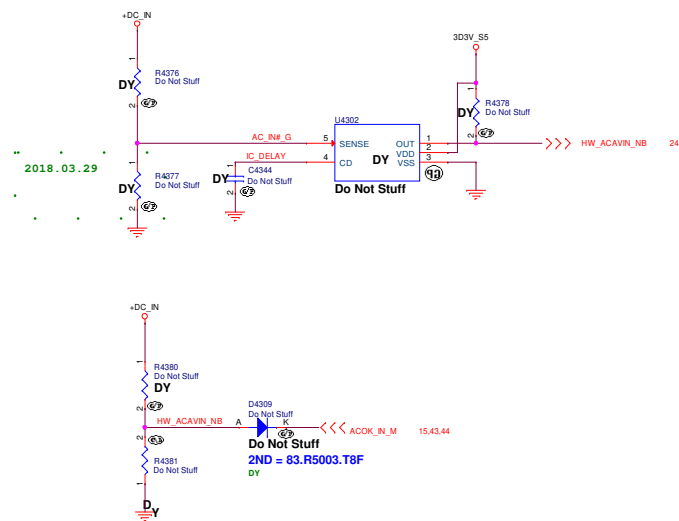 +DC_IN
3D3V_S5
1
R4376
Do Not Stuff
DY
2
1
R4378
Do Not Stuff
DY
2
U4302
AC_IN#_G
5
SENSE
OUT
1
HW_ACAVIN_NB
24
VDD
2
IC_DELAY
4
CD
DY
VSS
3
2018.03.29
1
R4377
Do Not Stuff
DY
2
1
C4344
Do Not Stuff
DY
2
Do Not Stuff
+DC_IN
1
R4380
Do Not Stuff
DY
2
HW_ACAVIN_NB
D4309
Do Not Stuff
A
K
ACOK_IN_M
15,43,44
Do Not Stuff
2ND = 83.R5003.T8F
DY
2
R4381
Do Not Stuff
1
DY